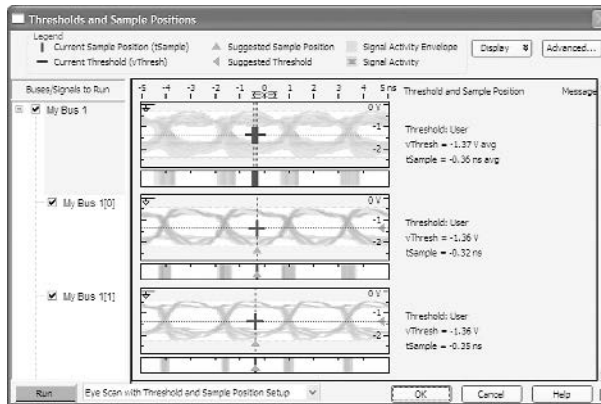 Thresholds and Sample Positions
Legend
Current Sample Position (tSample)
Suggested Sample Position
Signal Activity Envelope
Current Threshold (vThresh)
Suggested Threshold
Signal Activity
Display
Advanced...
Buses/Signals to Run
-5 -4 -3 -2 -1 0 1 2 3 4 5 ns
Threshold and Sample Position
Message
My Bus 1
0 V
-1
-2
Threshold: User
vThresh = -1.37 V avg
tSample = -0.36 ns avg
My Bus 1[0]
0 V
-1
-2
Threshold: User
vThresh = -1.36 V
tSample = -0.32 ns
My Bus 1[1]
0 V
-1
-2
Threshold: User
vThresh = -1.36 V
tSample = -0.35 ns
Run
Eye Scan with Threshold and Sample Position Setup
OK
Cancel
Help